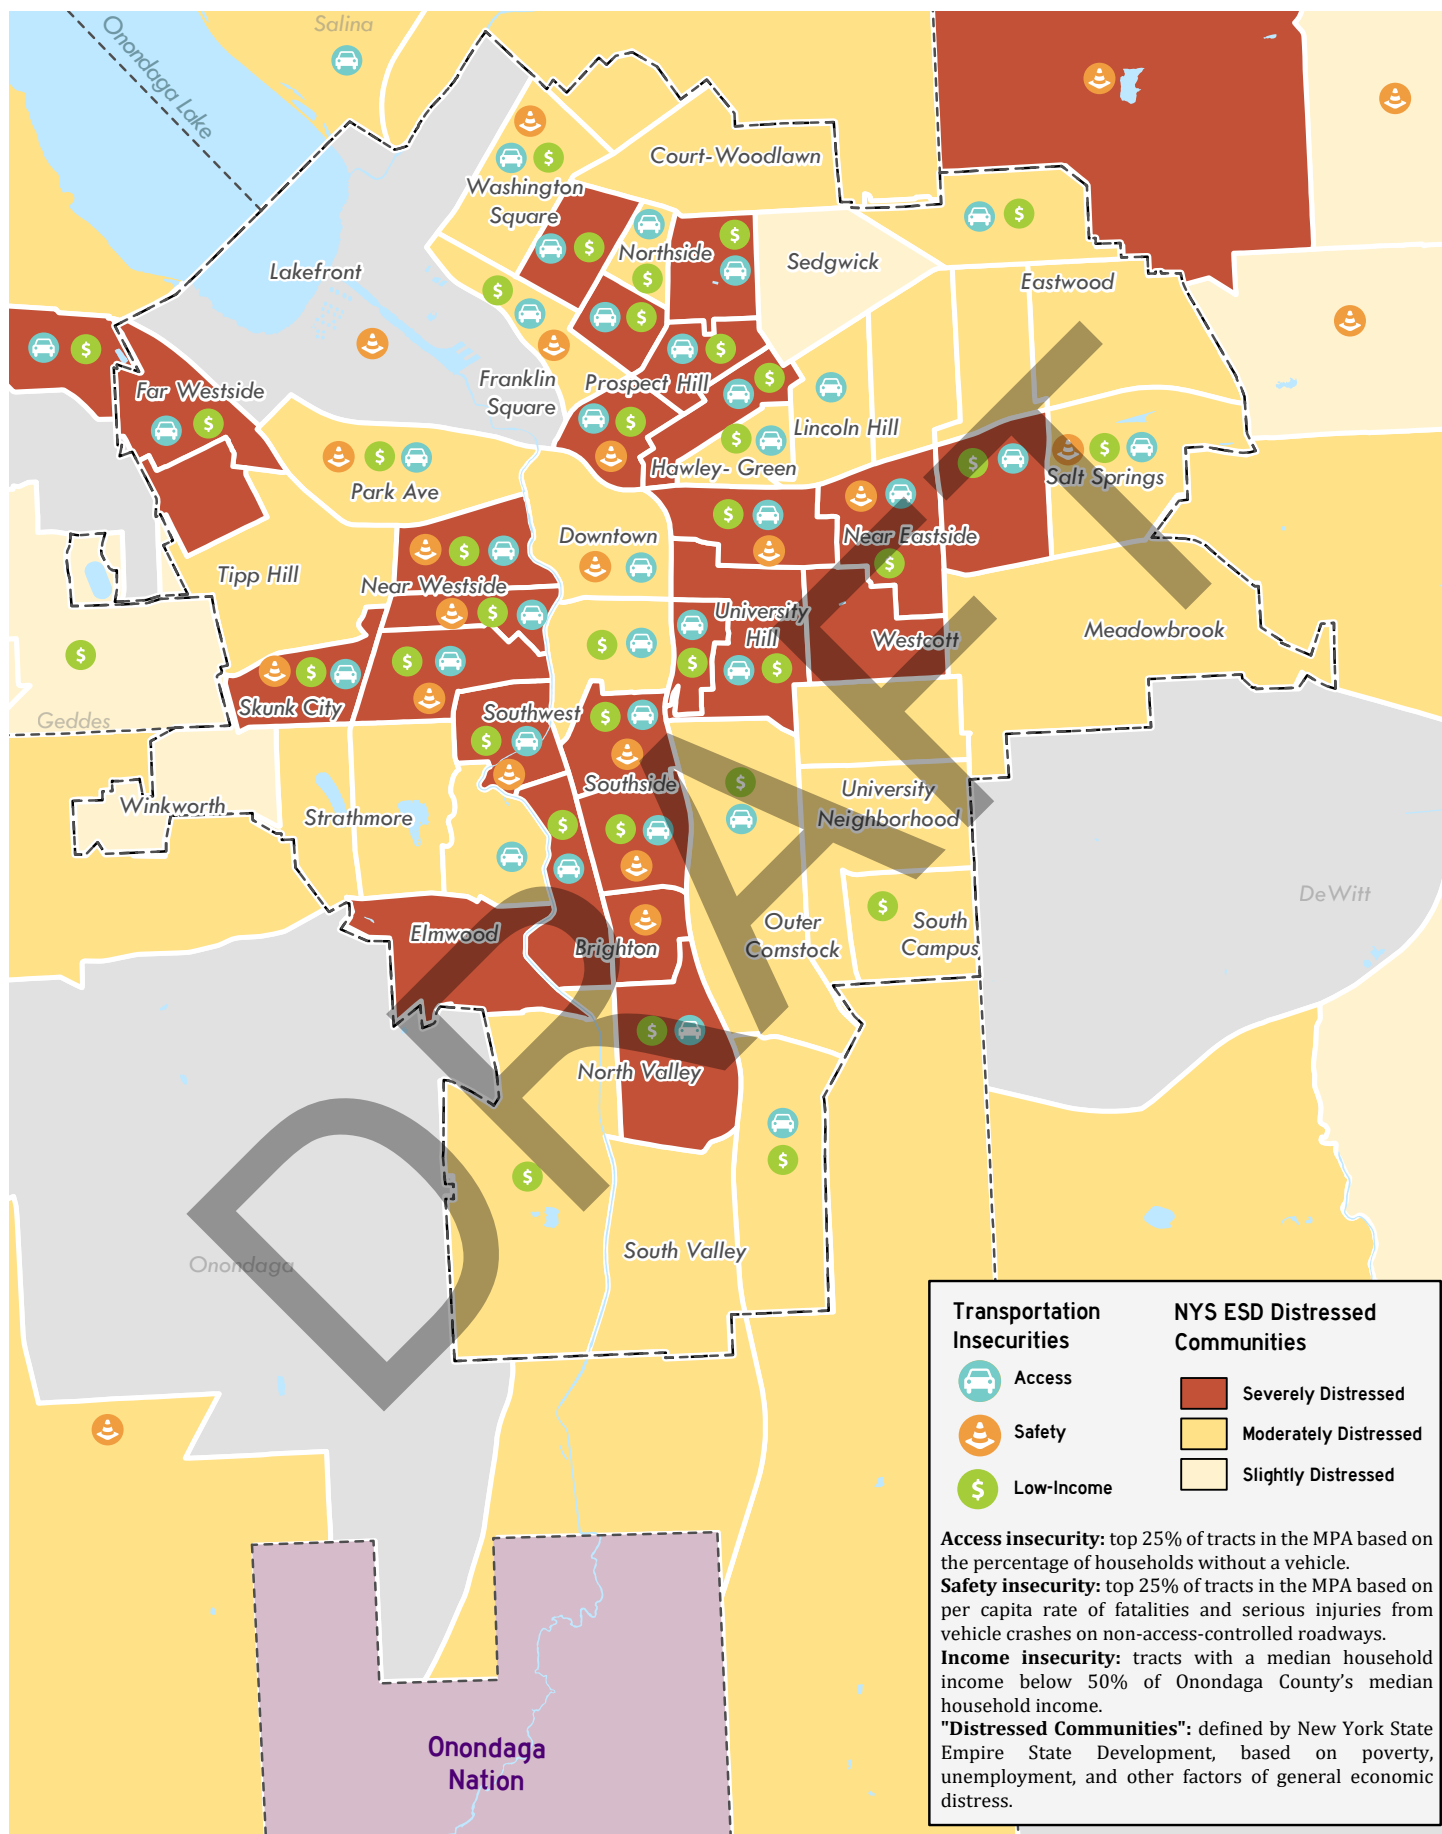 Salina
Onondaga Lake
Court-Woodlawn
Washington
Square
Northside
Sedgwick
Lakefront
Eastwood
Far Westside
Franklin
Square
Prospect Hill
Lincoln Hill
Hawley- Green
Park Ave
Salt Springs
Downtown
Near Eastside
Tipp Hill
Near Westside
University
Hill
Westcott
Meadowbrook
Skunk City
Southwest
Geddes
Southside
Winkworth
Strathmore
University
Neighborhood
DeWitt
Elmwood
Brighton
Outer
Comstock
South
Campus
North Valley
South Valley
Onondaga
DRAFT
Onondaga
Nation
Transportation
Insecurities
Access
Safety
$ Low-Income
NYS ESD Distressed
Communities
Severely Distressed
Moderately Distressed
Slightly Distressed
Access insecurity: top 25% of tracts in the MPA based on
the percentage of households without a vehicle.
Safety insecurity: top 25% of tracts in the MPA based on
per capita rate of fatalities and serious injuries from
vehicle crashes on non-access-controlled roadways.
Income insecurity: tracts with a median household
income below 50% of Onondaga County's median
household income.
"Distressed Communities": defined by New York State
Empire State Development, based on poverty,
unemployment, and other factors of general economic
distress.